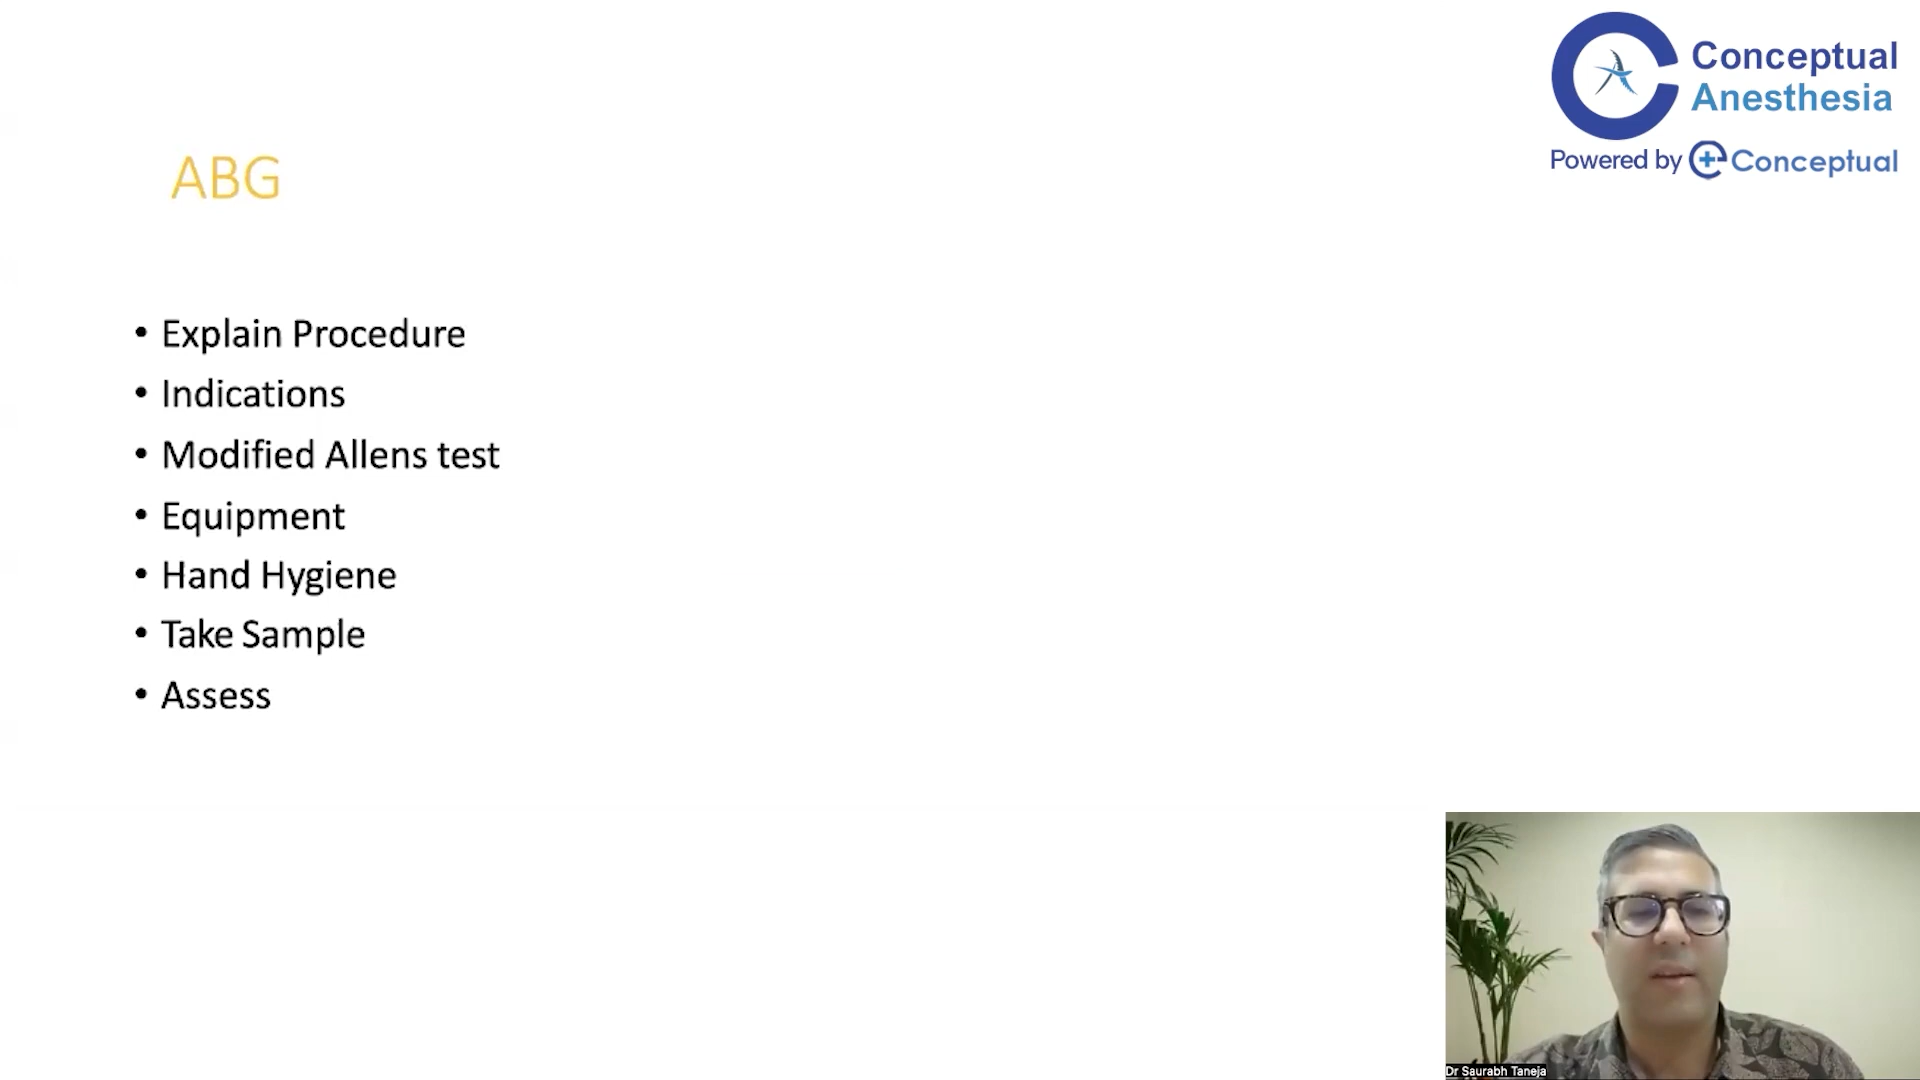 Conceptual
Anesthesia
Powered by Conceptual
ABG
• Explain Procedure
• Indications
• Modified Allens test
• Equipment
• Hand Hygiene
• Take Sample
• Assess
Dr Saurabh Taneja